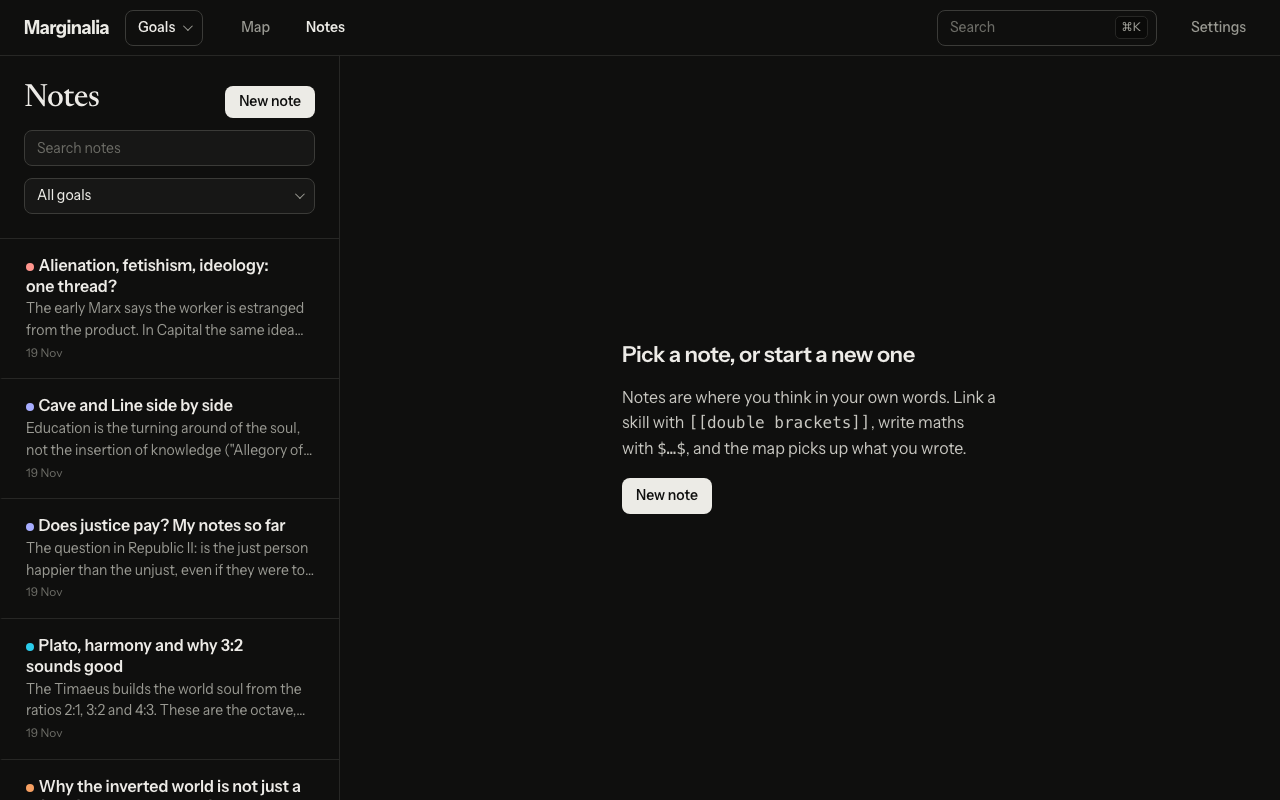 Marginalia
Goals
Map
Notes
Search
⌘K
Settings
Notes
New note
Search notes
All goals
Alienation, fetishism, ideology:
one thread?
The early Marx says the worker is estranged
from the product. In Capital the same idea...
19 Nov
Cave and Line side by side
Education is the turning around of the soul,
not the insertion of knowledge ("Allegory of...
19 Nov
Does justice pay? My notes so far
The question in Republic II: is the just person
happier than the unjust, even if they were to...
19 Nov
Plato, harmony and why 3:2
sounds good
The Timaeus builds the world soul from the
ratios 2:1, 3:2 and 4:3. These are the octave,...
19 Nov
Why the inverted world is not just a
Pick a note, or start a new one
Notes are where you think in your own words. Link a
skill with [[double brackets]], write maths
with $…$, and the map picks up what you wrote.
New note